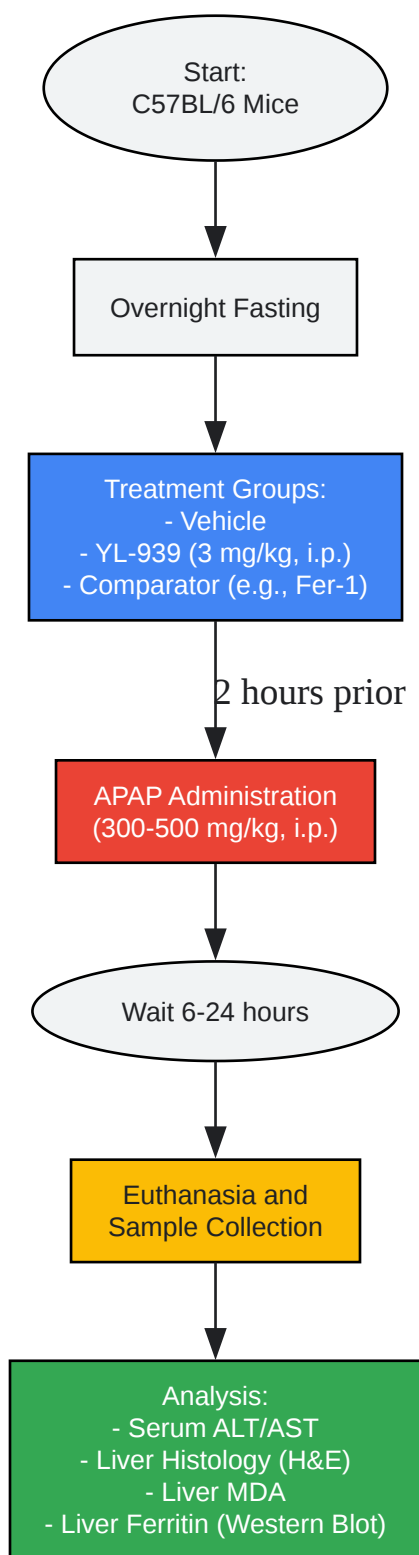 Start:
C57BL/6 Mice
Overnight Fasting
Treatment Groups:
- Vehicle
- YL-939 (3 mg/kg, i.p.)
- Comparator (e.g., Fer-1)
2 hours prior
APAP Administration
(300-500 mg/kg, i.p.)
Wait 6-24 hours
Euthanasia and
Sample Collection
Analysis:
- Serum ALT/AST
- Liver Histology (H&E)
- Liver MDA
- Liver Ferritin (Western Blot)